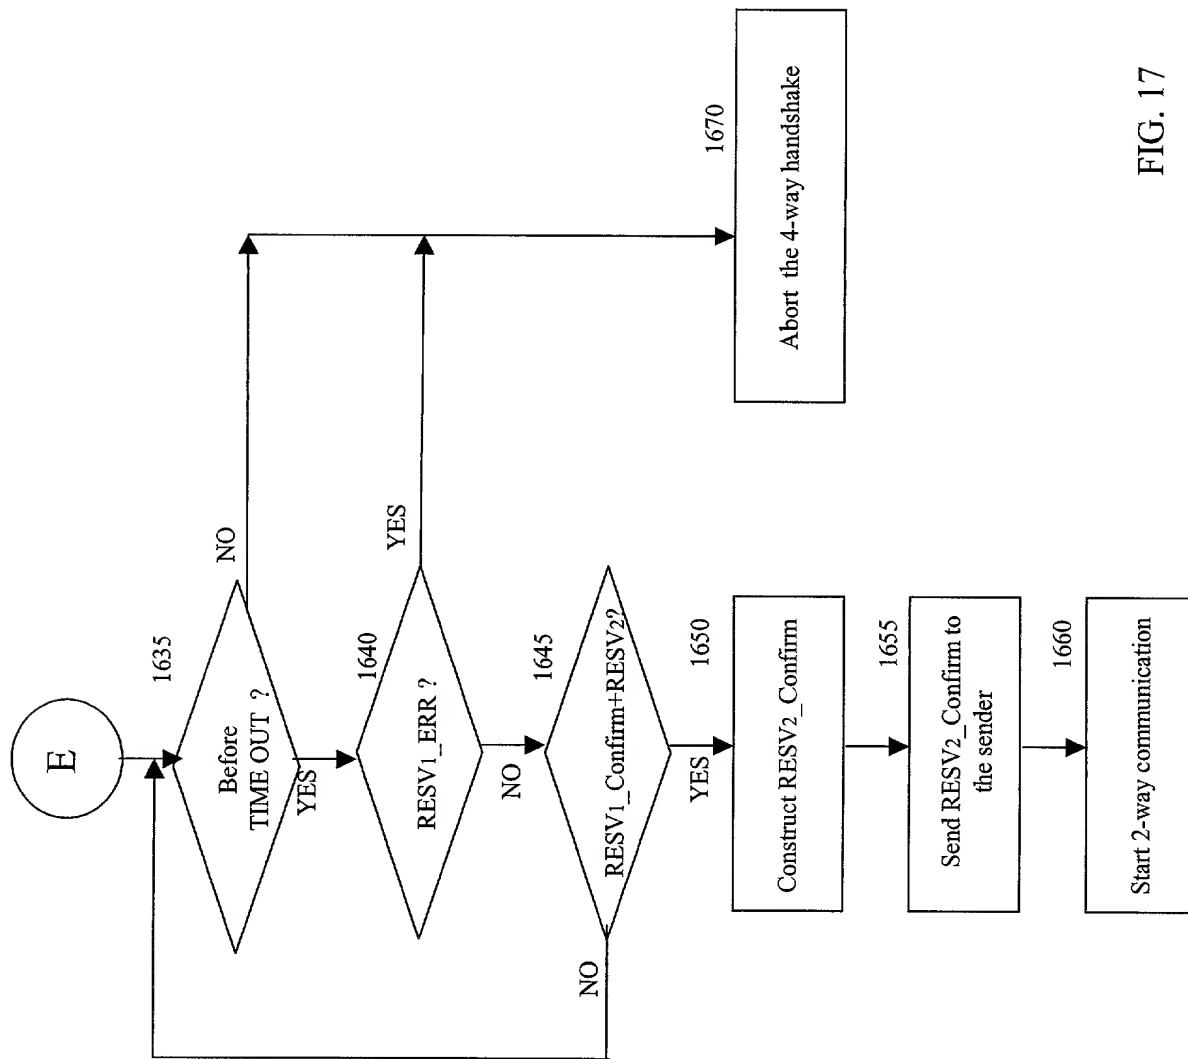 E
1635
Before
TIME OUT ?
NO
YES
1640
RESV1_ERR ?
YES
NO
1645
RESV1_Confirm+RESV2?
NO
YES
1650
Construct RESV2_Confirm
1655
Send RESV2_Confirm to
the sender
1660
Start 2-way communication
1670
Abort the 4-way handshake
FIG. 17